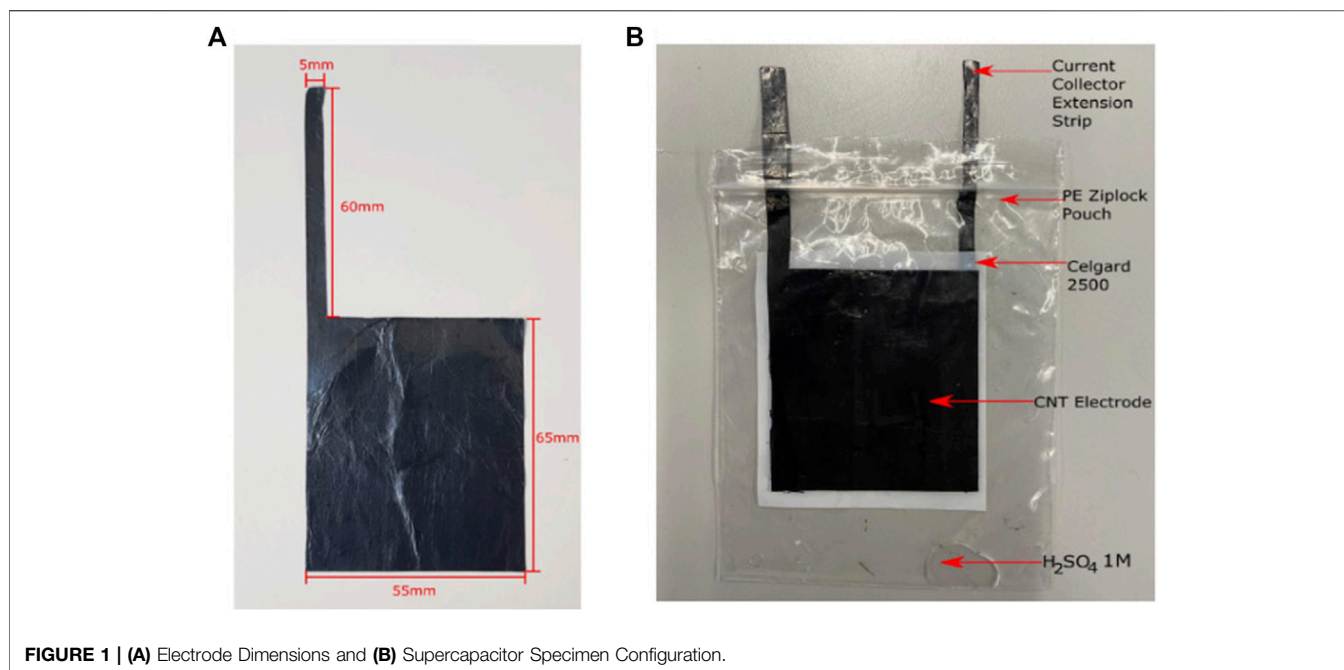 A
5mm
60mm
65mm
55mm
B
Current
Collector
Extension
Strip
PE Ziplock
Pouch
Celgard
2500
CNT Electrode
H₂SO₄ 1M
FIGURE 1 | (A) Electrode Dimensions and (B) Supercapacitor Specimen Configuration.